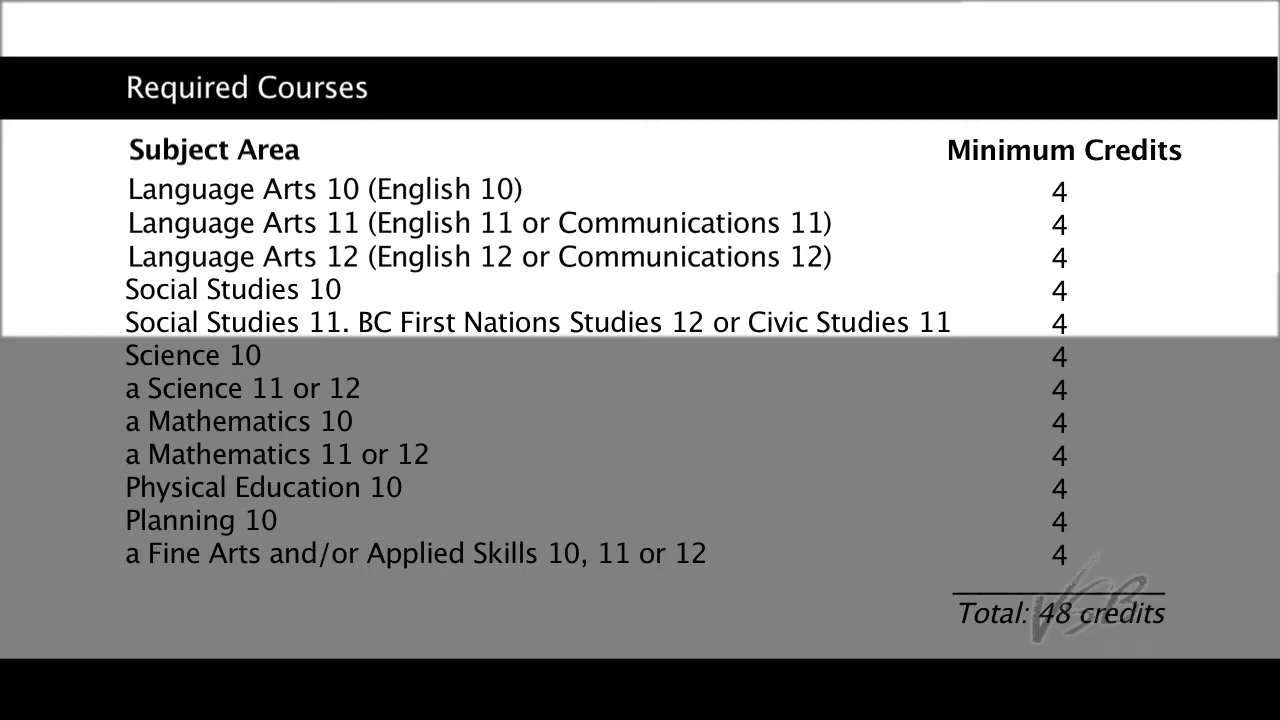 Required Courses
Subject Area Minimum Credits
Language Arts 10 (English 10) 4
Language Arts 11 (English 11 or Communications 11) 4
Language Arts 12 (English 12 or Communications 12) 4
Social Studies 10 4
Social Studies 11. BC First Nations Studies 12 or Civic Studies 11 4
Science 10 4
a Science 11 or 12 4
a Mathematics 10 4
a Mathematics 11 or 12 4
Physical Education 10 4
Planning 10 4
a Fine Arts and/or Applied Skills 10, 11 or 12 4
Total: 48 credits
VSB